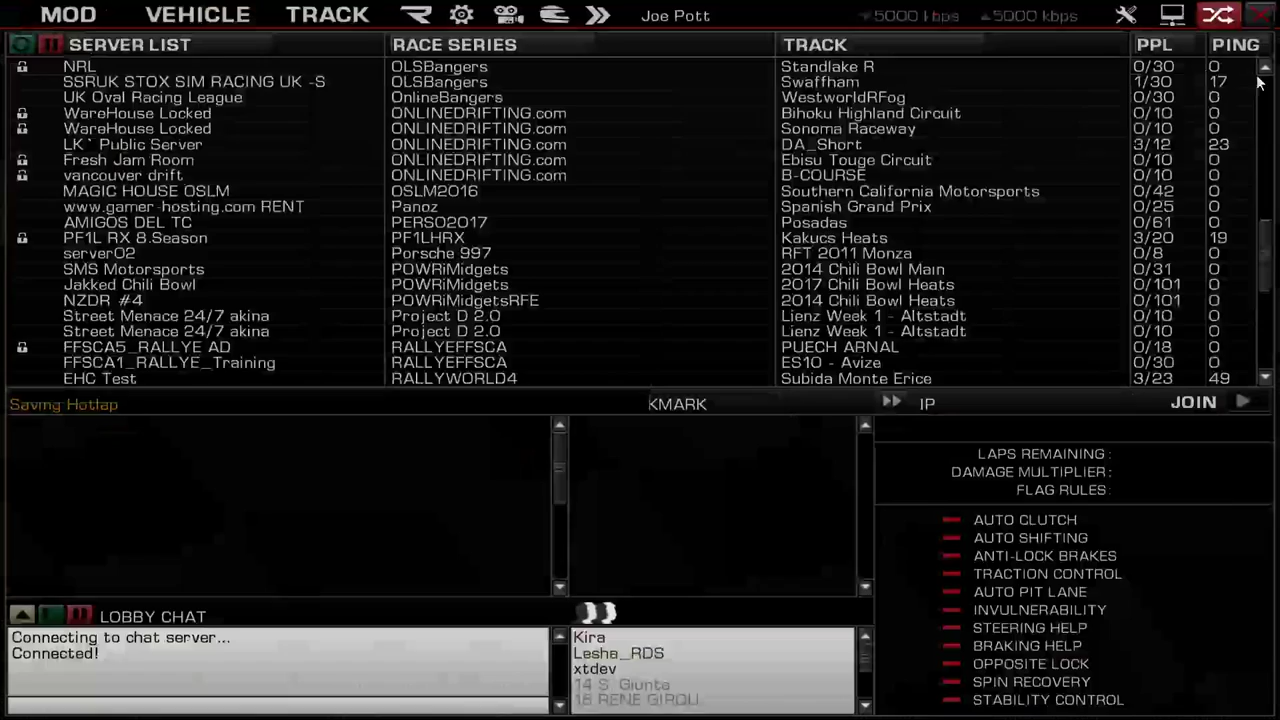 MOD VEHICLE TRACK Joe Pott 5000 kbps 5000 kbps
SERVER LIST RACE SERIES TRACK PPL PING
NRL OLSBangers Standlake R 0/30 0
SSRUK STOX SIM RACING UK -S OLSBangers Swaffham 1/30 17
UK Oval Racing League OnlineBangers WestworldRFog 0/30 0
WareHouse Locked ONLINEDRIFTING.com Bihoku Highland Circuit 0/10 0
WareHouse Locked ONLINEDRIFTING.com Sonoma Raceway 0/10 0
LK` Public Server ONLINEDRIFTING.com DA_Short 3/12 23
Fresh Jam Room ONLINEDRIFTING.com Ebisu Touge Circuit 0/10 0
vancouver drift ONLINEDRIFTING.com B-COURSE 0/10 0
MAGIC HOUSE OSLM OSLM2016 Southern California Motorsports 0/42 0
www.gamer-hosting.com RENT Panoz Spanish Grand Prix 0/25 0
AMIGOS DEL TC PERSO2017 Posadas 0/61 0
PF1L RX 8.Season PF1LHRX Kakucs Heats 3/20 19
server02 Porsche 997 RFT 2011 Monza 0/8 0
SMS Motorsports POWRiMidgets 2014 Chili Bowl Main 0/31 0
Jakked Chili Bowl POWRiMidgets 2017 Chili Bowl Heats 0/101 0
NZDR #4 POWRiMidgetsRFE 2014 Chili Bowl Heats 0/101 0
Street Menace 24/7 akina Project D 2.0 Lienz Week 1 - Altstadt 0/10 0
Street Menace 24/7 akina Project D 2.0 Lienz Week 1 - Altstadt 0/10 0
FFSCA5_RALLYE AD RALLYEFFSCA PUECH ARNAL 0/18 0
FFSCA1_RALLYE_Training RALLYEFFSCA ES10 - Avize 0/30 0
EHC Test RALLYWORLD4 Subida Monte Erice 3/23 49
Saving Hotlap KMARK IP JOIN
LAPS REMAINING :
DAMAGE MULTIPLIER :
FLAG RULES :
AUTO CLUTCH
AUTO SHIFTING
ANTI-LOCK BRAKES
TRACTION CONTROL
AUTO PIT LANE
INVULNERABILITY
STEERING HELP
BRAKING HELP
OPPOSITE LOCK
SPIN RECOVERY
STABILITY CONTROL
LOBBY CHAT
Connecting to chat server...
Connected!
Kira
Lesha_RDS
xtdev
14 S Giunta
16 RENE